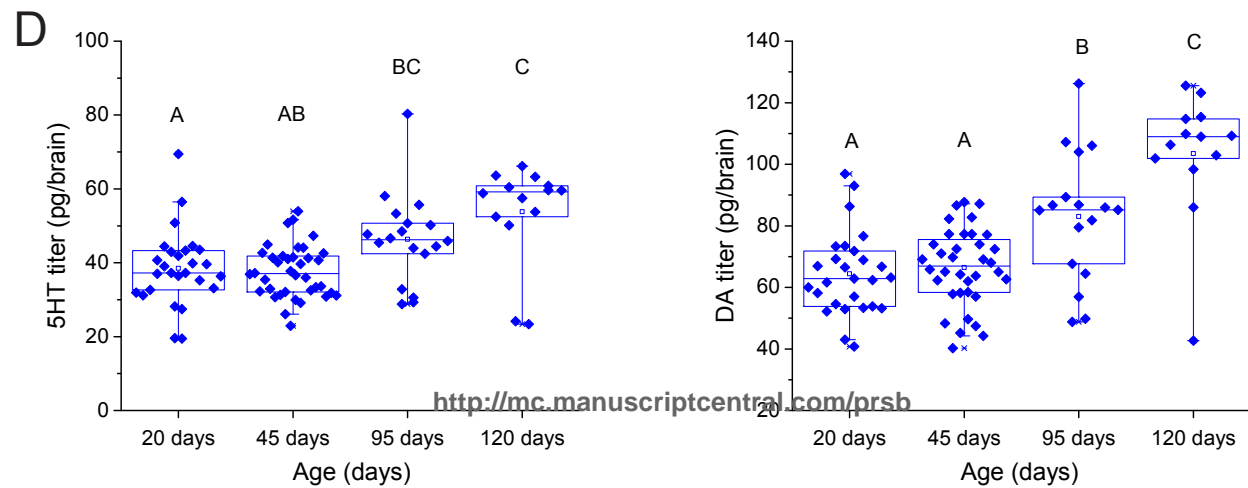 D
100
80
60
40
20
0
5HT titer (pg/brain)
A
AB
BC
C
20 days
45 days
95 days
120 days
Age (days)
140
120
100
80
60
40
20
DA titer (pg/brain)
A
A
B
C
20 days
45 days
95 days
120 days
Age (days)
http://mc.manuscriptcentral.com/prsb